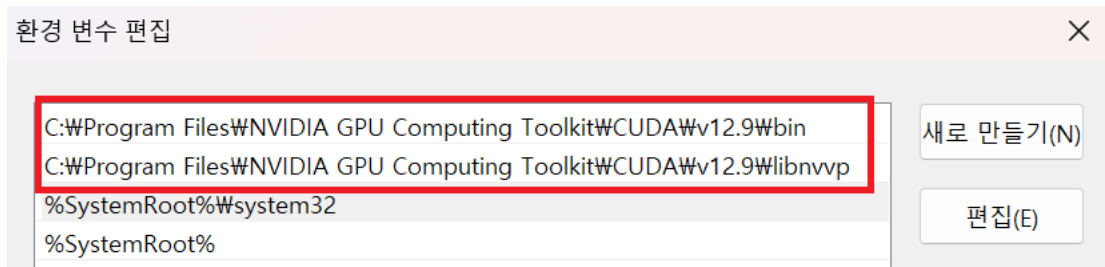 환경 변수 편집
C:₩Program Files₩NVIDIA GPU Computing Toolkit₩CUDA₩v12.9₩bin
새로 만들기(N)
C:₩Program Files₩NVIDIA GPU Computing Toolkit₩CUDA₩v12.9₩libnvvp
%SystemRoot%₩system32
편집(E)
%SystemRoot%